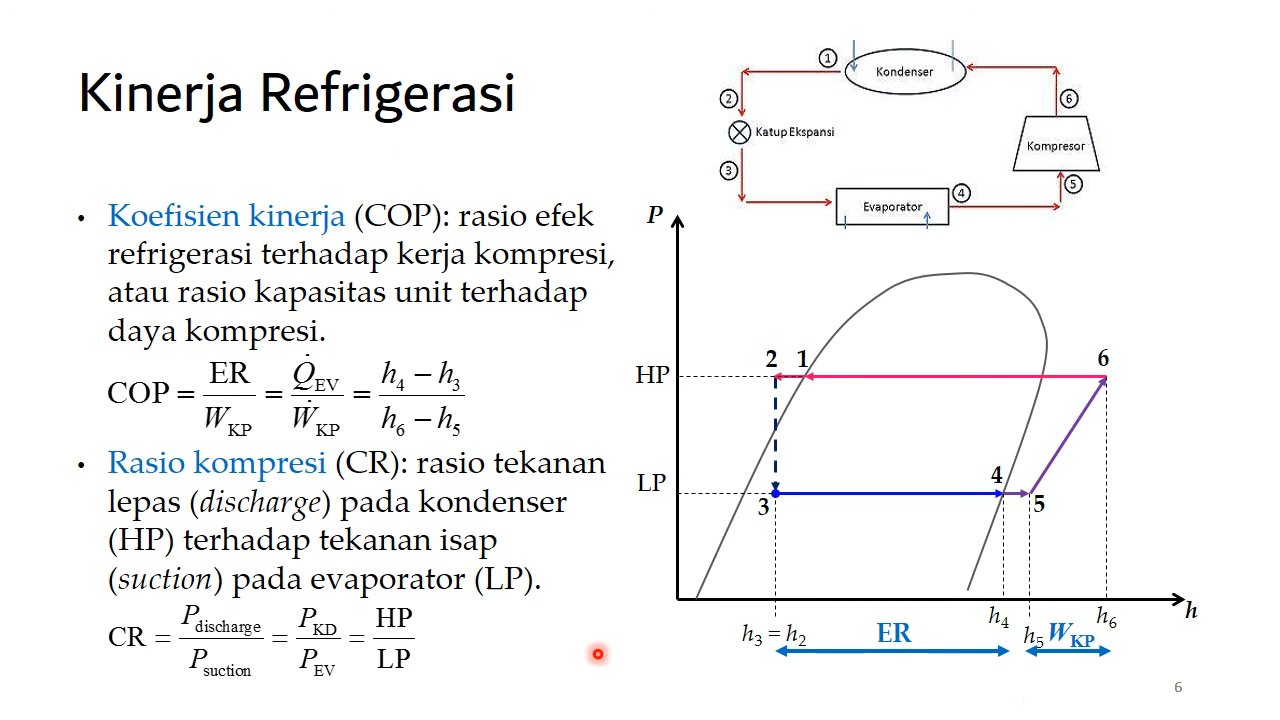 Kinerja Refrigerasi
• Koefisien kinerja (COP): rasio efek
refrigerasi terhadap kerja kompresi,
atau rasio kapasitas unit terhadap
daya kompresi.
COP = ER / W_KP = Q̇_EV / Ẇ_KP = (h₄ − h₃) / (h₆ − h₅)
• Rasio kompresi (CR): rasio tekanan
lepas (discharge) pada kondenser
(HP) terhadap tekanan isap
(suction) pada evaporator (LP).
CR = P_discharge / P_suction = P_KD / P_EV = HP / LP
①
Kondenser
②
⑥
Katup Ekspansi
Kompresor
③
④
⑤
Evaporator
P
2 1 6
HP
4
LP
3 5
h
h₄
h₆
h₃ = h₂
ER
h₅
W_KP
6